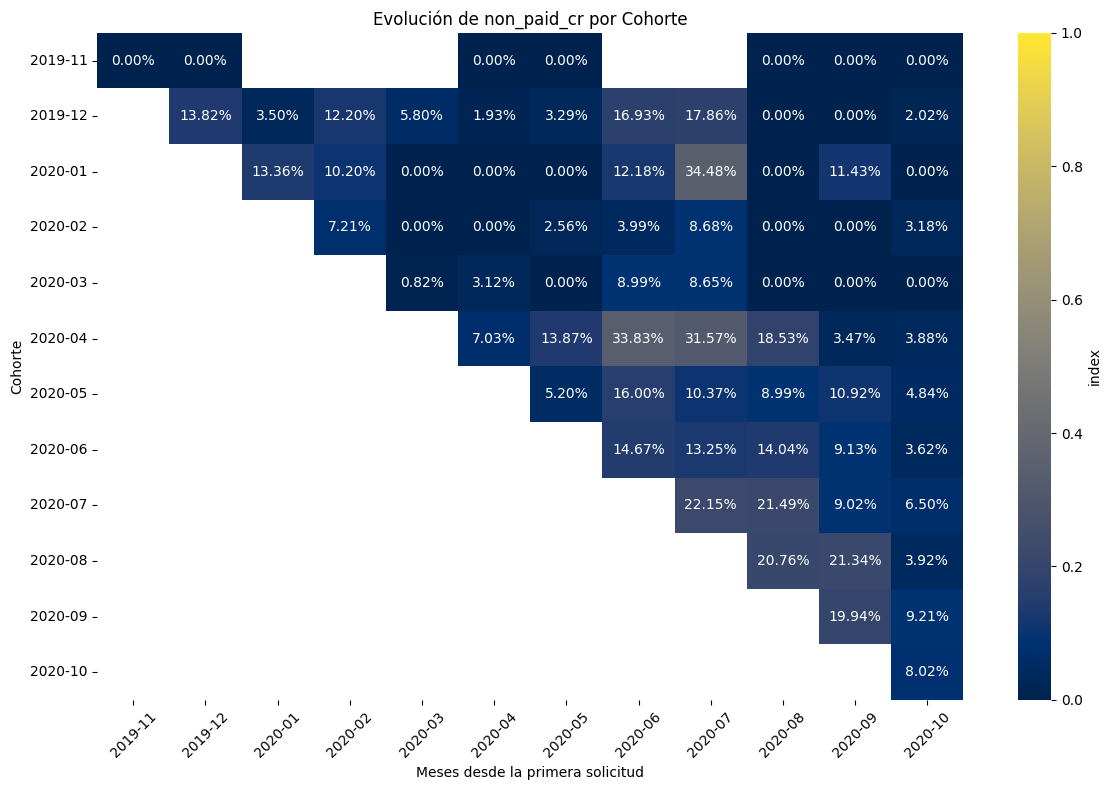 Evolución de non_paid_cr por Cohorte
2019-11 0.00% 0.00% 0.00% 0.00% 0.00% 0.00% 0.00%
2019-12 13.82% 3.50% 12.20% 5.80% 1.93% 3.29% 16.93% 17.86% 0.00% 0.00% 2.02%
2020-01 13.36% 10.20% 0.00% 0.00% 0.00% 12.18% 34.48% 0.00% 11.43% 0.00%
2020-02 7.21% 0.00% 0.00% 2.56% 3.99% 8.68% 0.00% 0.00% 3.18%
2020-03 0.82% 3.12% 0.00% 8.99% 8.65% 0.00% 0.00% 0.00%
2020-04 7.03% 13.87% 33.83% 31.57% 18.53% 3.47% 3.88%
2020-05 5.20% 16.00% 10.37% 8.99% 10.92% 4.84%
2020-06 14.67% 13.25% 14.04% 9.13% 3.62%
2020-07 22.15% 21.49% 9.02% 6.50%
2020-08 20.76% 21.34% 3.92%
2020-09 19.94% 9.21%
2020-10 8.02%
Cohorte
2019-11 2019-12 2020-01 2020-02 2020-03 2020-04 2020-05 2020-06 2020-07 2020-08 2020-09 2020-10
Meses desde la primera solicitud
1.0
0.8
0.6
0.4
0.2
0.0
index